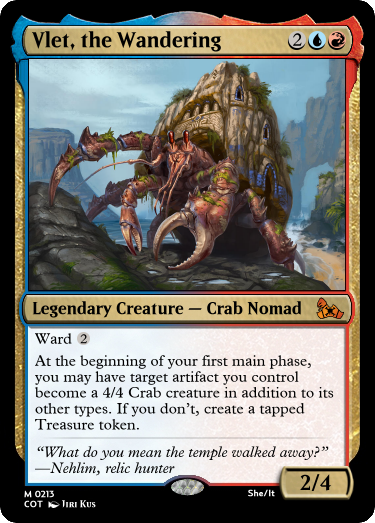 Vlet, the Wandering 2
Legendary Creature — Crab Nomad
Ward 2
At the beginning of your first main phase,
you may have target artifact you control
become a 4/4 Crab creature in addition to its
other types. If you don't, create a tapped
Treasure token.
“What do you mean the temple walked away?”
—Nehlim, relic hunter
2/4
M 0213
COT Jiri Kus
She/It